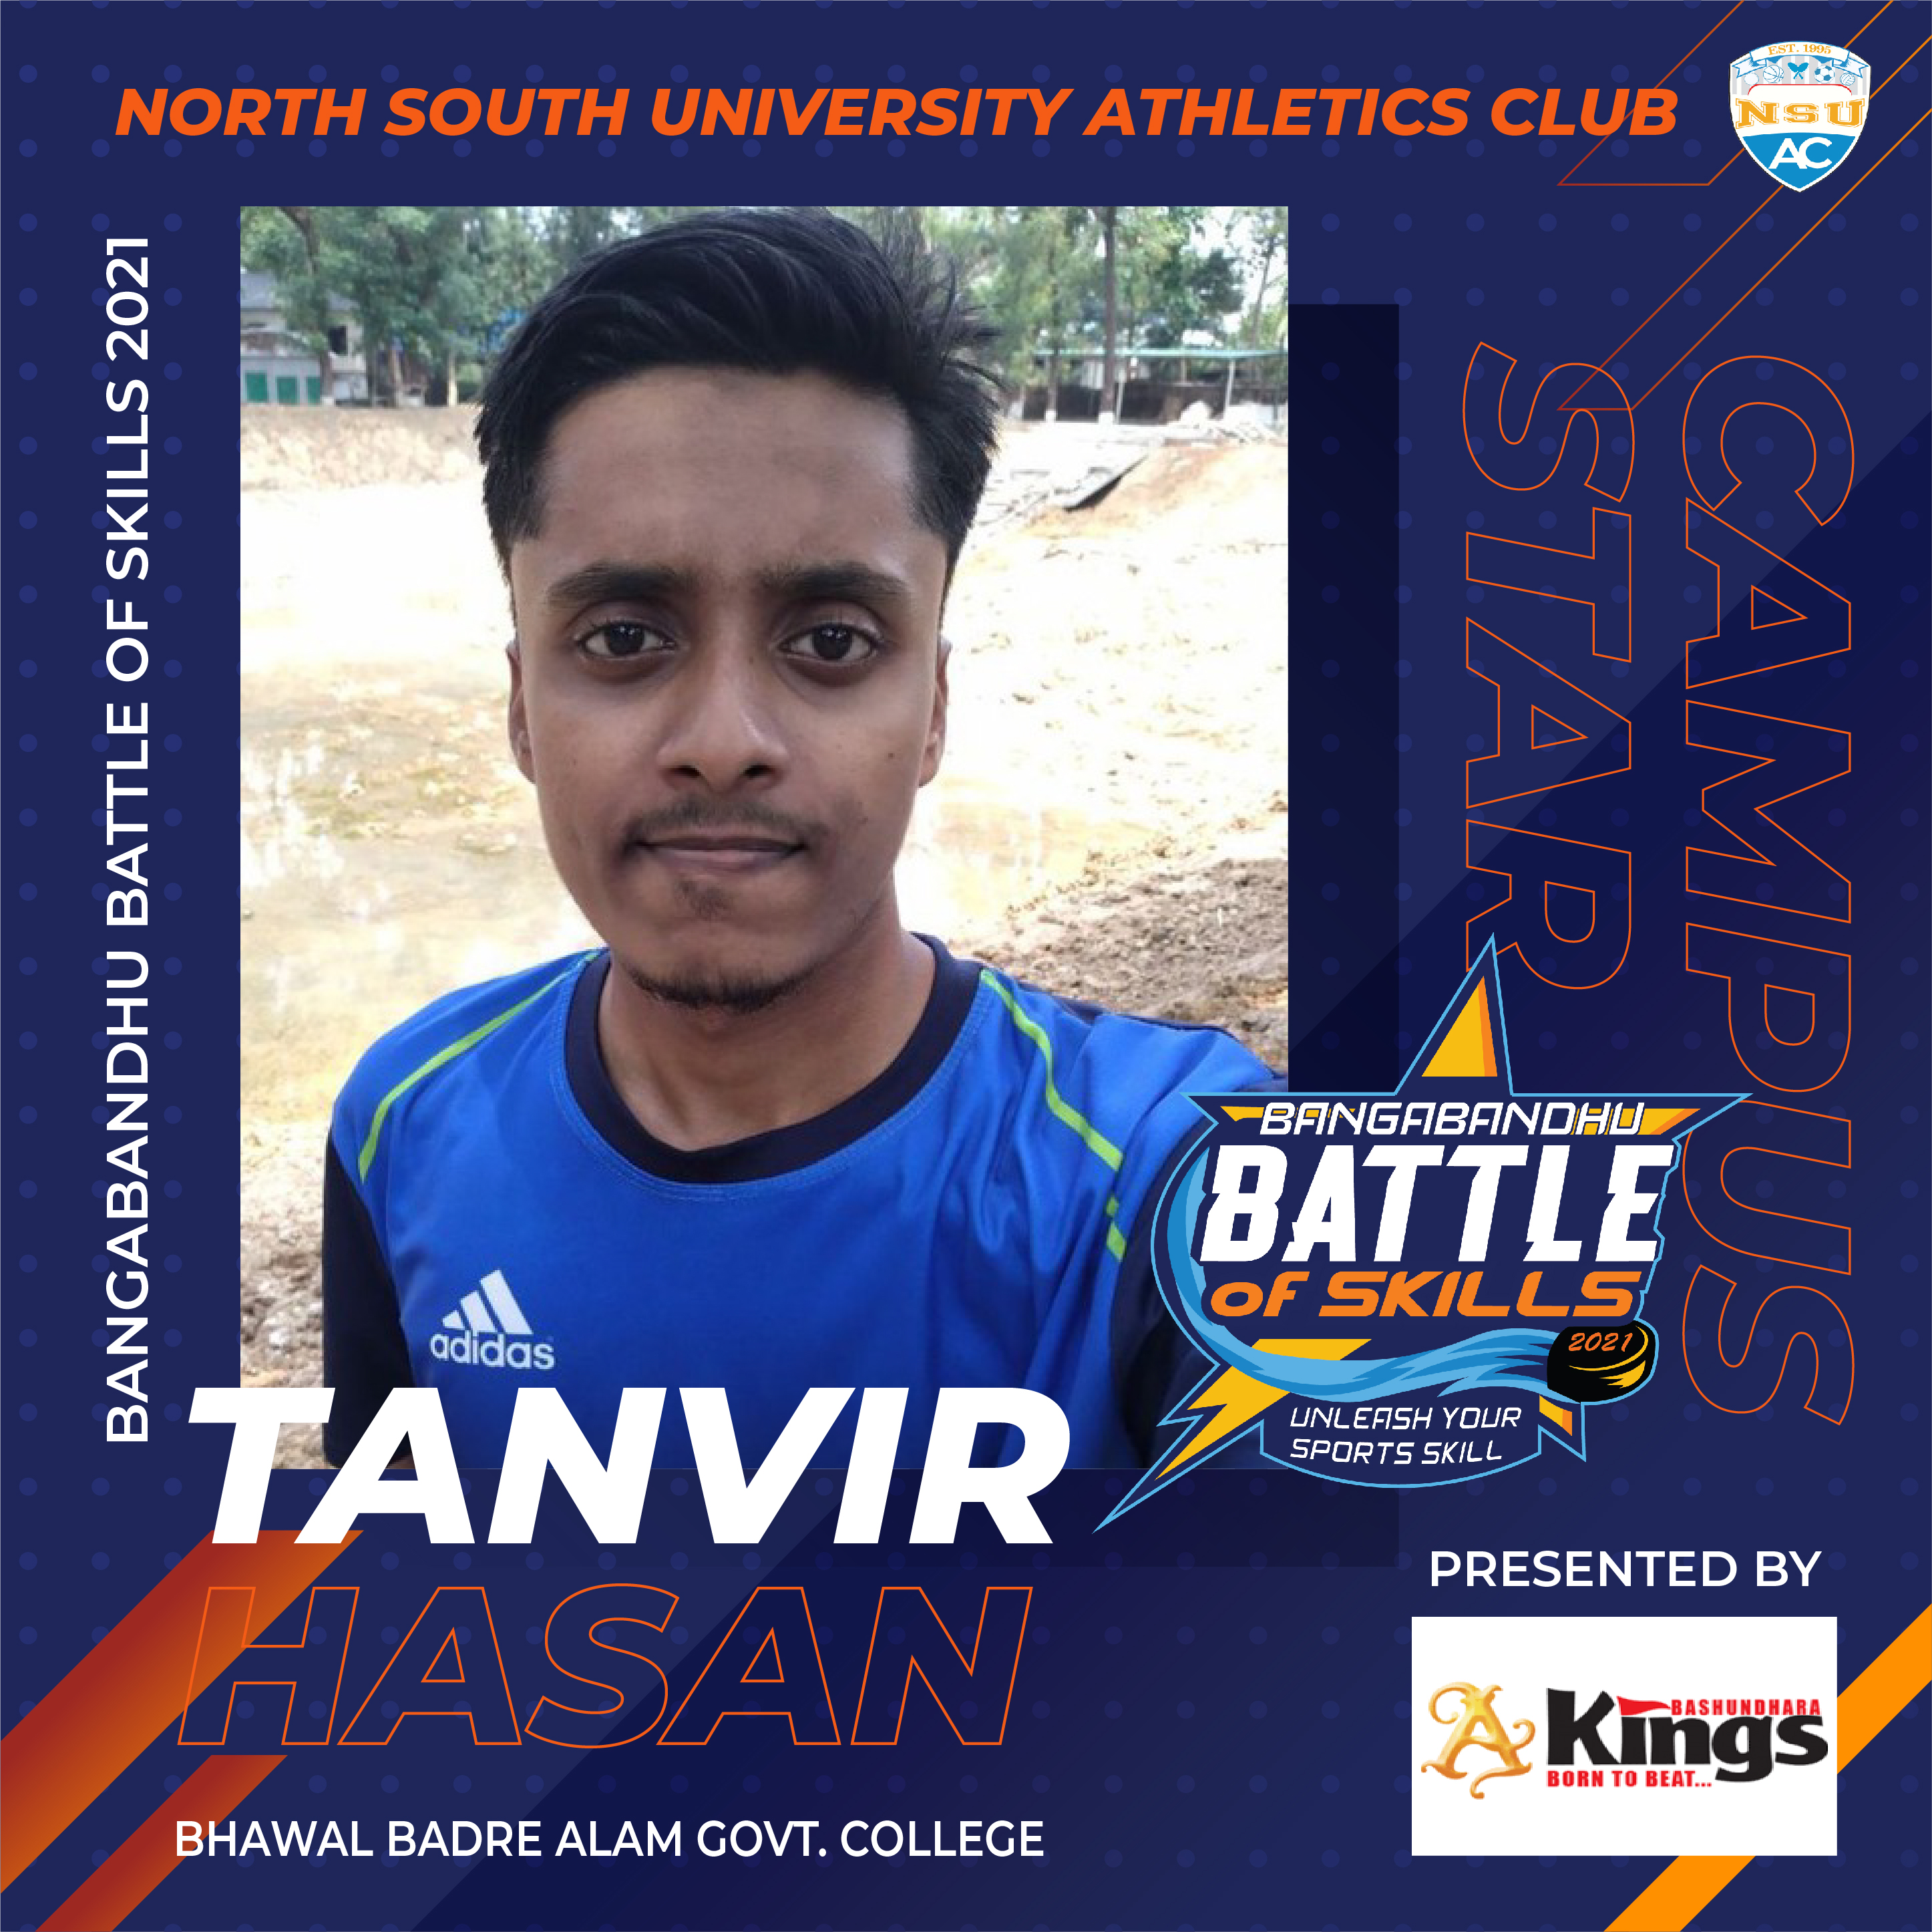 NORTH SOUTH UNIVERSITY ATHLETICS CLUB
EST. 1995
NSU
AC
BANGABANDHU BATTLE OF SKILLS 2021
CAMPUS
STAR
adidas
BANGABANDHU
BATTLE
OF SKILLS
2021
UNLEASH YOUR
SPORTS SKILL
TANVIR
HASAN
BHAWAL BADRE ALAM GOVT. COLLEGE
PRESENTED BY
A
BASHUNDHARA
Kings
BORN TO BEAT...